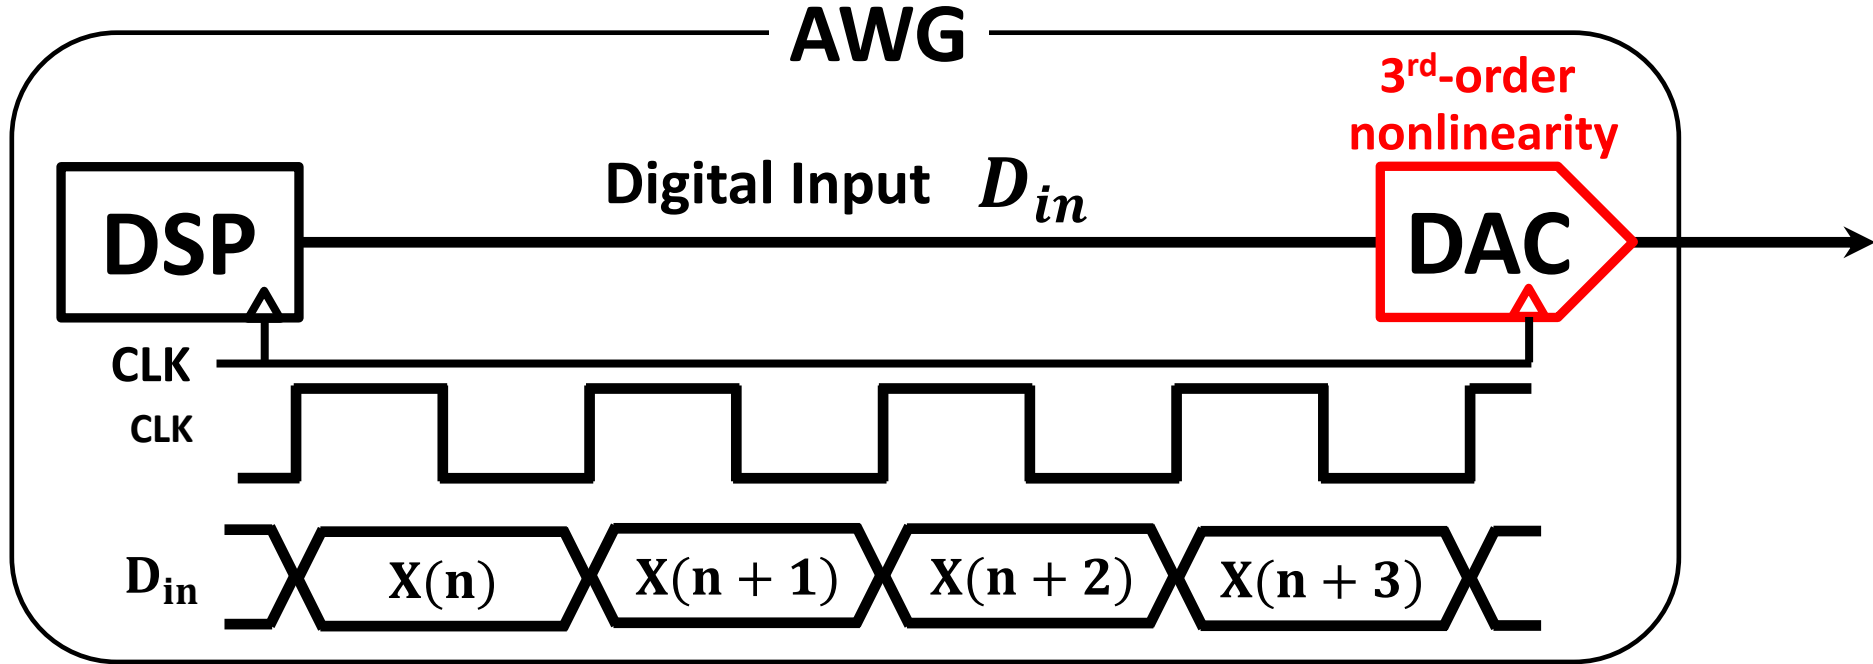 AWG
3rd-order
nonlinearity
DSP
Digital Input D_in
DAC
CLK
CLK
D_in
X(n)
X(n + 1)
X(n + 2)
X(n + 3)